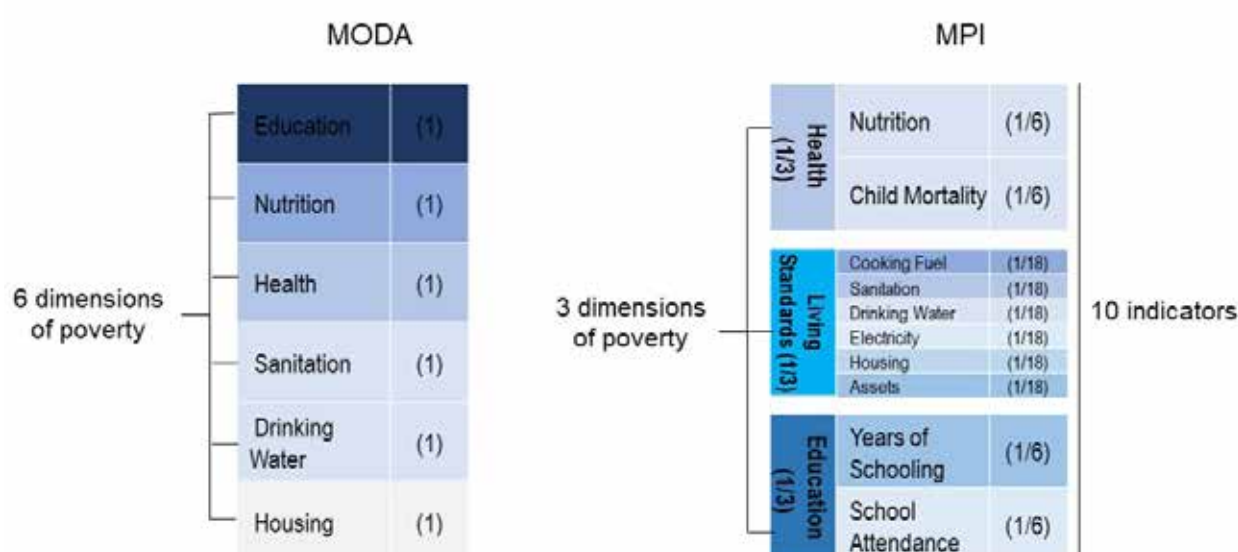 MODA
6 dimensions
of poverty
Education (1)
Nutrition (1)
Health (1)
Sanitation (1)
Drinking
Water (1)
Housing (1)
MPI
3 dimensions
of poverty
Health
(1/3)
Nutrition (1/6)
Child Mortality (1/6)
Living
Standards (1/3)
Cooking Fuel (1/18)
Sanitation (1/18)
Drinking Water (1/18)
Electricity (1/18)
Housing (1/18)
Assets (1/18)
Education
(1/3)
Years of
Schooling (1/6)
School
Attendance (1/6)
10 indicators